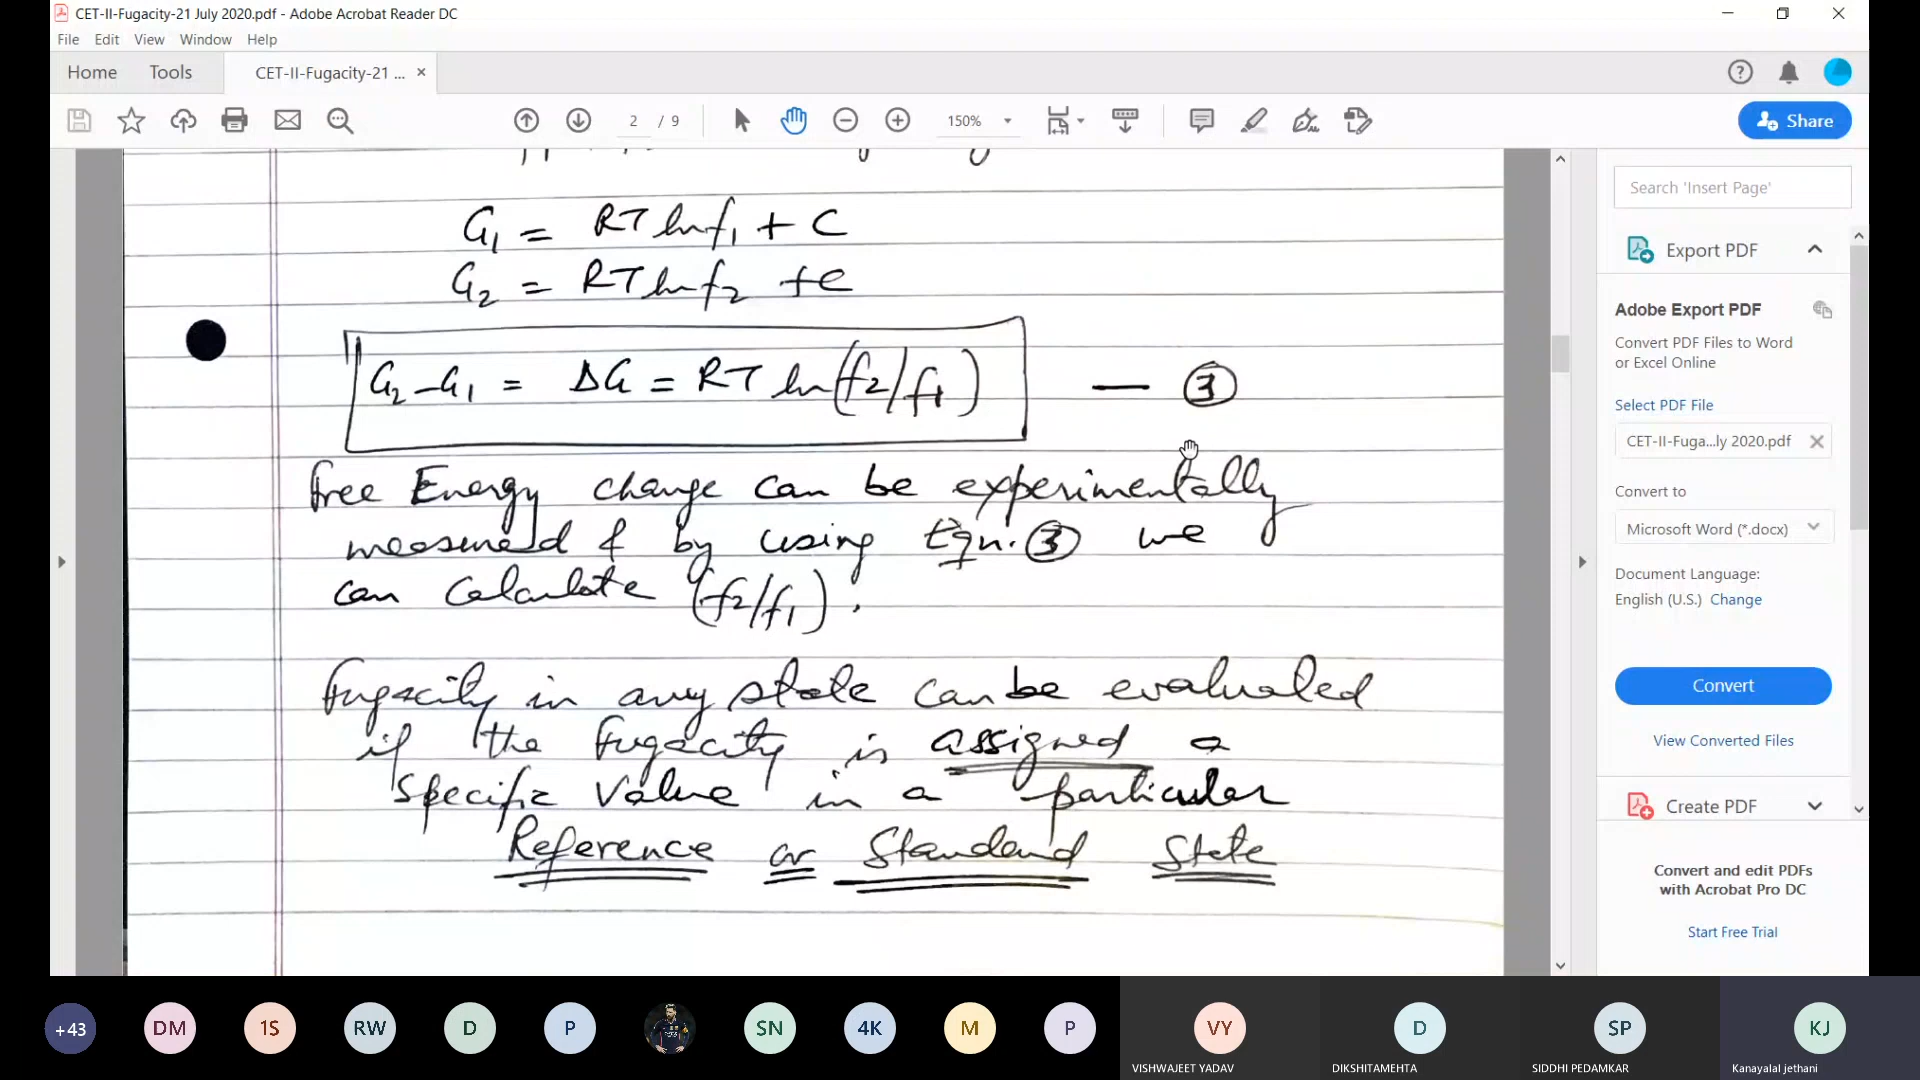 CET-II-Fugacity-21 July 2020.pdf - Adobe Acrobat Reader DC
File Edit View Window Help
Home Tools CET-II-Fugacity-21 ... ×
2 / 9 150% Share
G₁ = RT ln f₁ + C
G₂ = RT ln f₂ + C
G₂ - G₁ = ΔG = RT ln (f₂/f₁) — ③
Free Energy change can be experimentally
measured & by using Eqn. ③ we
can calculate (f₂/f₁).
Fugacity in any state can be evaluated
if the fugacity is assigned a
specific value in a particular
Reference or Standard State
Search 'Insert Page'
Export PDF
Adobe Export PDF
Convert PDF Files to Word
or Excel Online
Select PDF File
CET-II-Fuga...ly 2020.pdf
Convert to
Microsoft Word (*.docx)
Document Language:
English (U.S.) Change
Convert
View Converted Files
Create PDF
Convert and edit PDFs
with Acrobat Pro DC
Start Free Trial
+43 DM 1S RW D P SN 4K M P VY D SP KJ
VISHWAJEET YADAV DIKSHITAMEHTA SIDDHI PEDAMKAR Kanayalal jethani